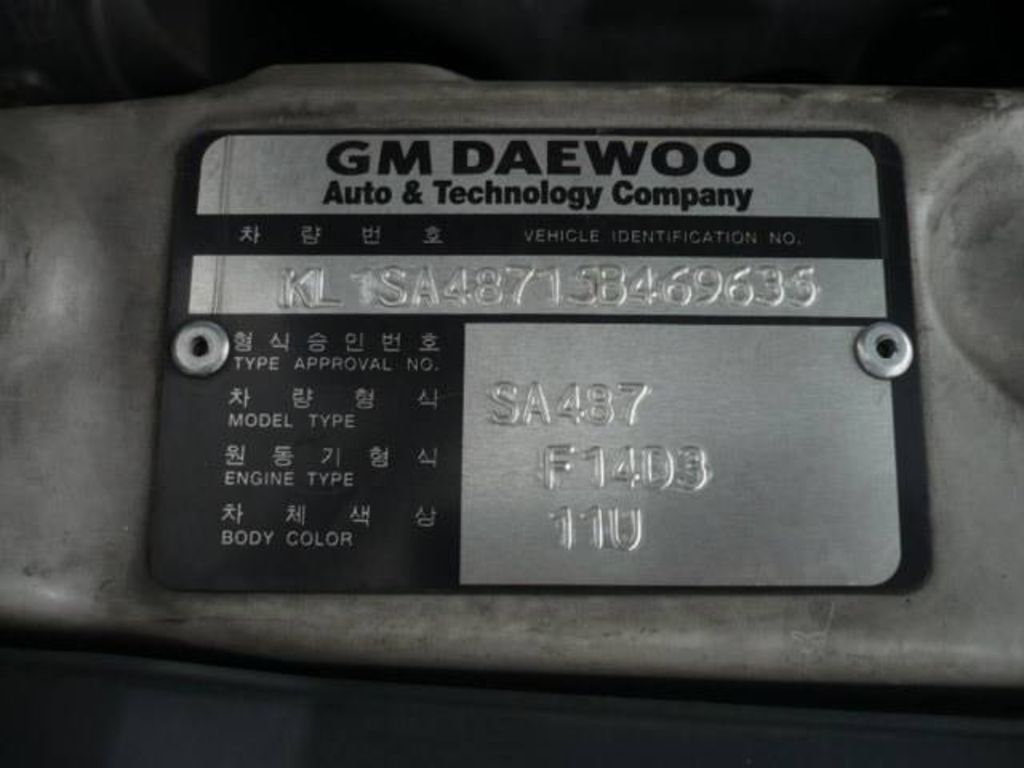 GM DAEWOO
Auto & Technology Company
차 량 번 호 VEHICLE IDENTIFICATION NO.
KL1SA48713B469635
형 식 승 인 번 호
TYPE APPROVAL NO.
차 량 형 식 SA487
MODEL TYPE
원 동 기 형 식 F14D3
ENGINE TYPE
차 체 색 상 11U
BODY COLOR